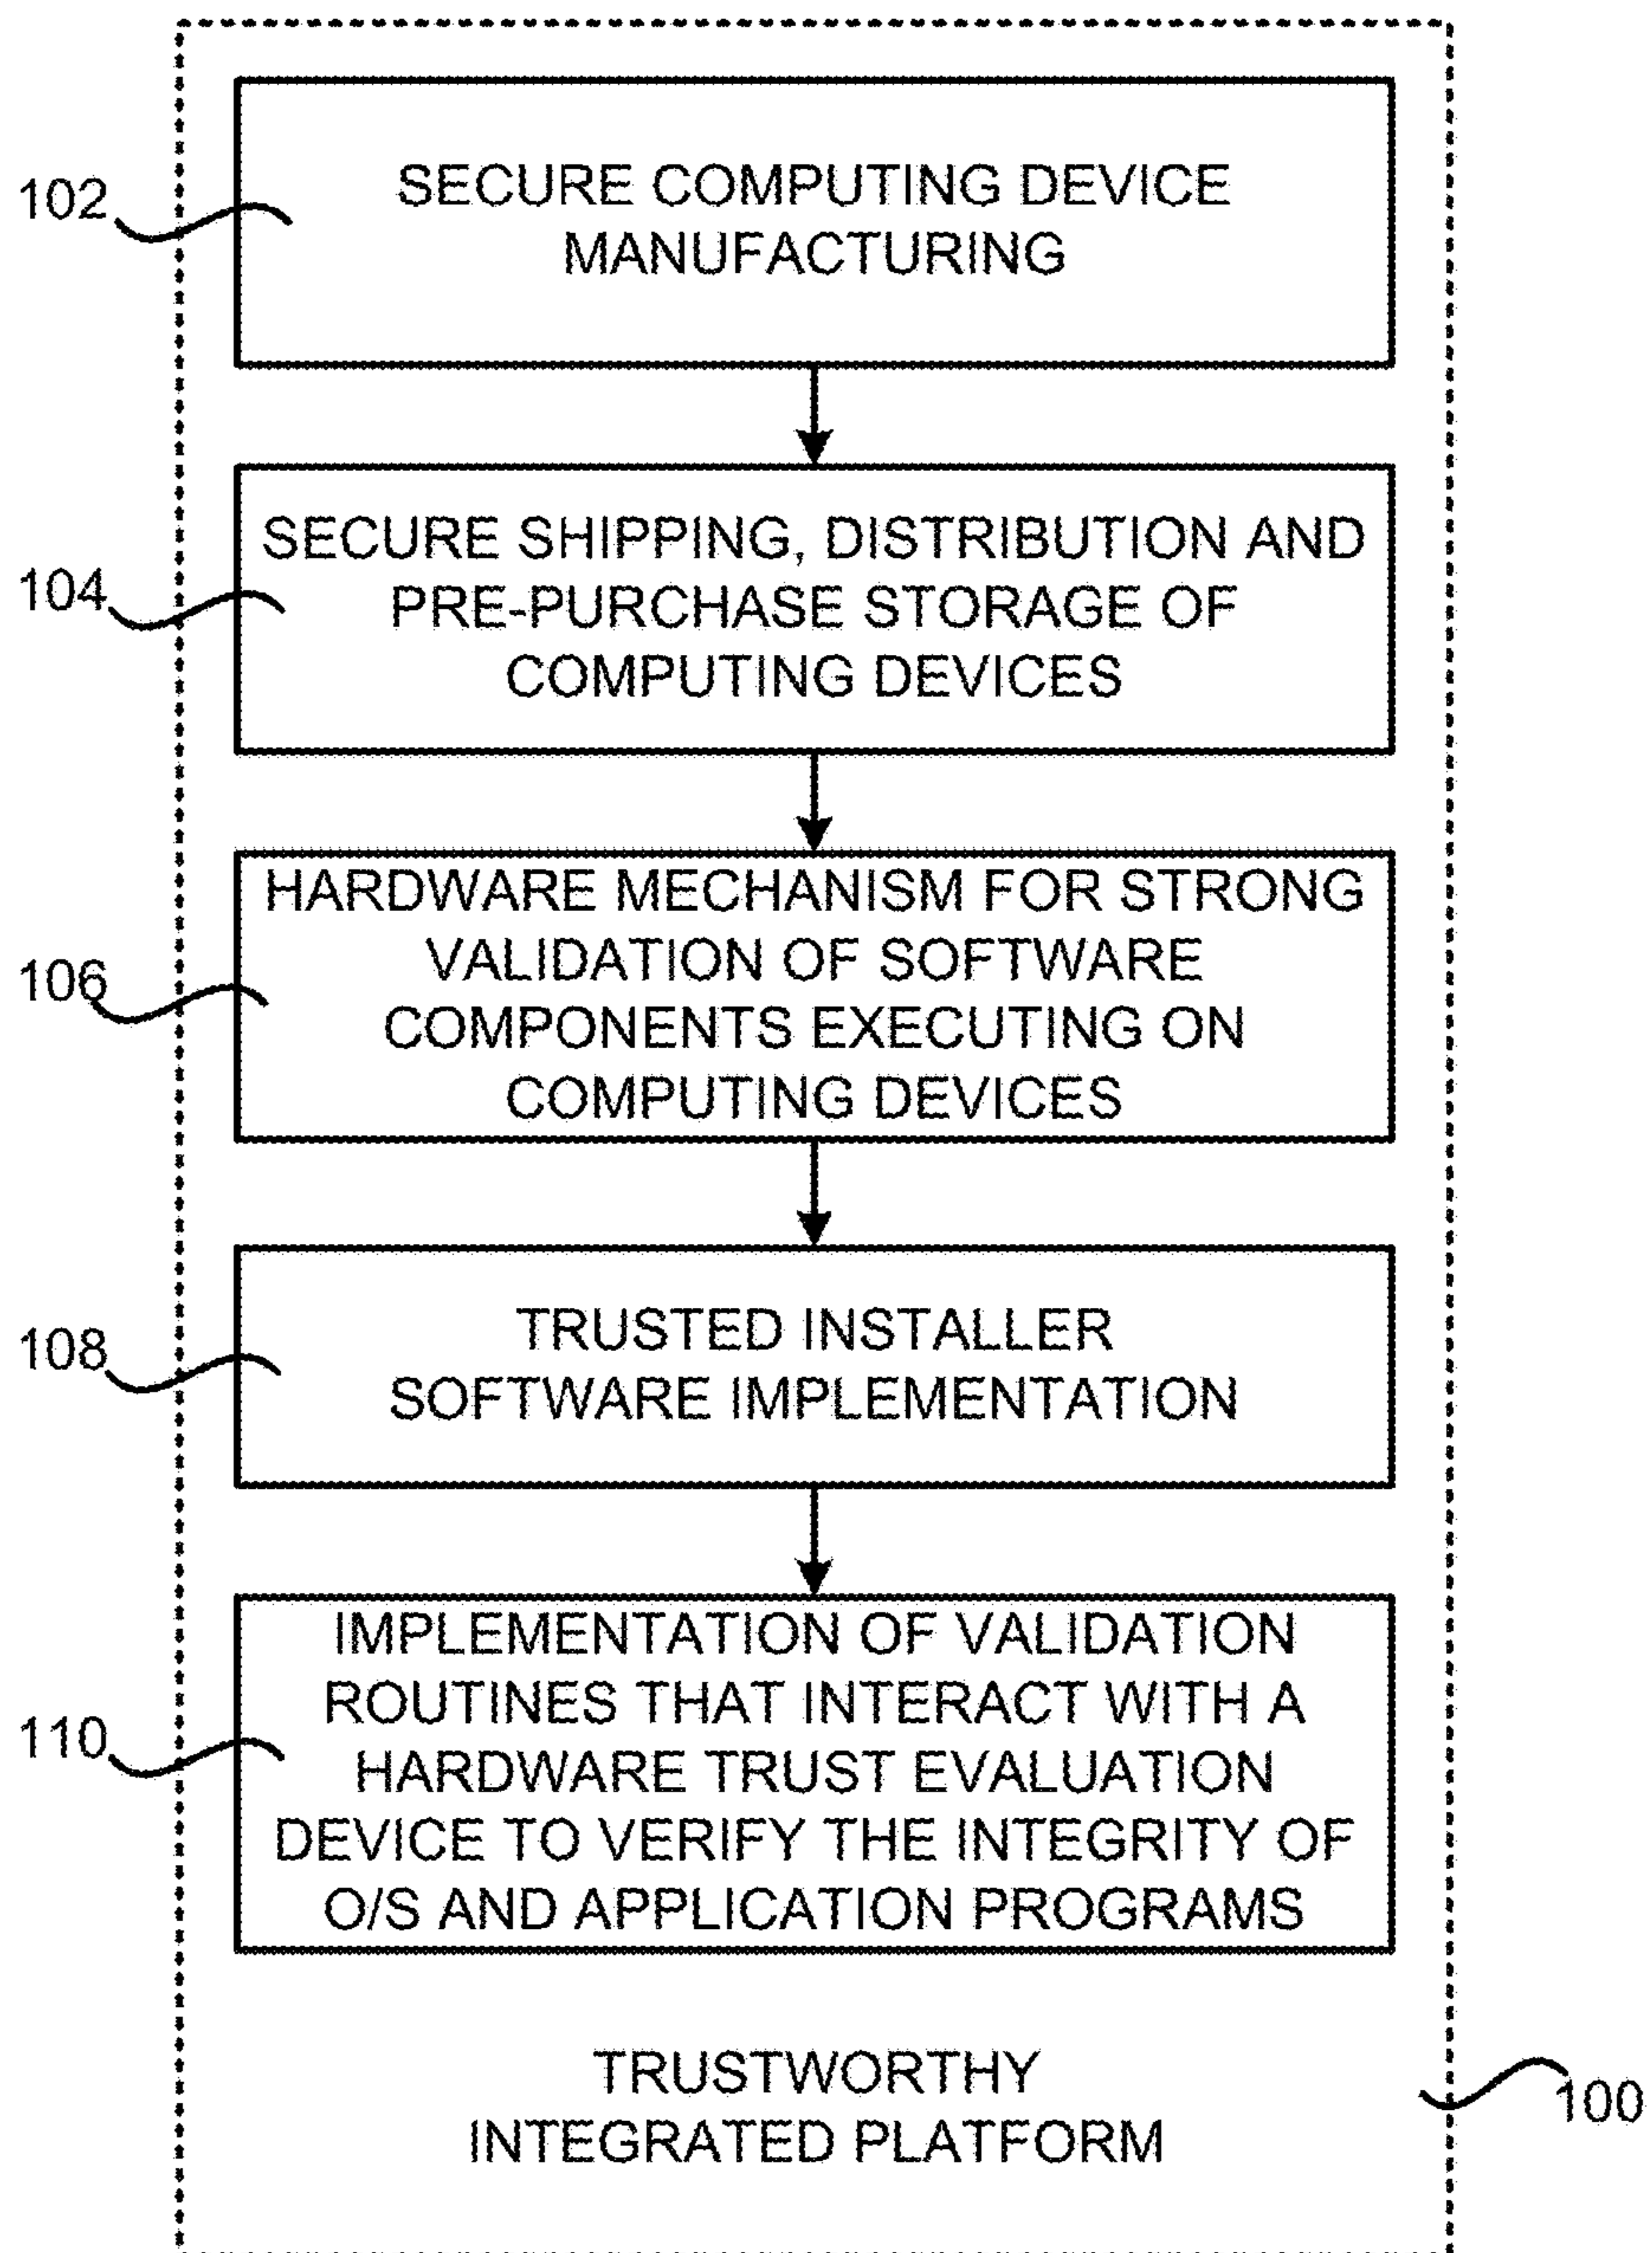 102
SECURE COMPUTING DEVICE
MANUFACTURING
104
SECURE SHIPPING, DISTRIBUTION AND
PRE-PURCHASE STORAGE OF
COMPUTING DEVICES
106
HARDWARE MECHANISM FOR STRONG
VALIDATION OF SOFTWARE
COMPONENTS EXECUTING ON
COMPUTING DEVICES
108
TRUSTED INSTALLER
SOFTWARE IMPLEMENTATION
110
IMPLEMENTATION OF VALIDATION
ROUTINES THAT INTERACT WITH A
HARDWARE TRUST EVALUATION
DEVICE TO VERIFY THE INTEGRITY OF
O/S AND APPLICATION PROGRAMS
TRUSTWORTHY
INTEGRATED PLATFORM
100